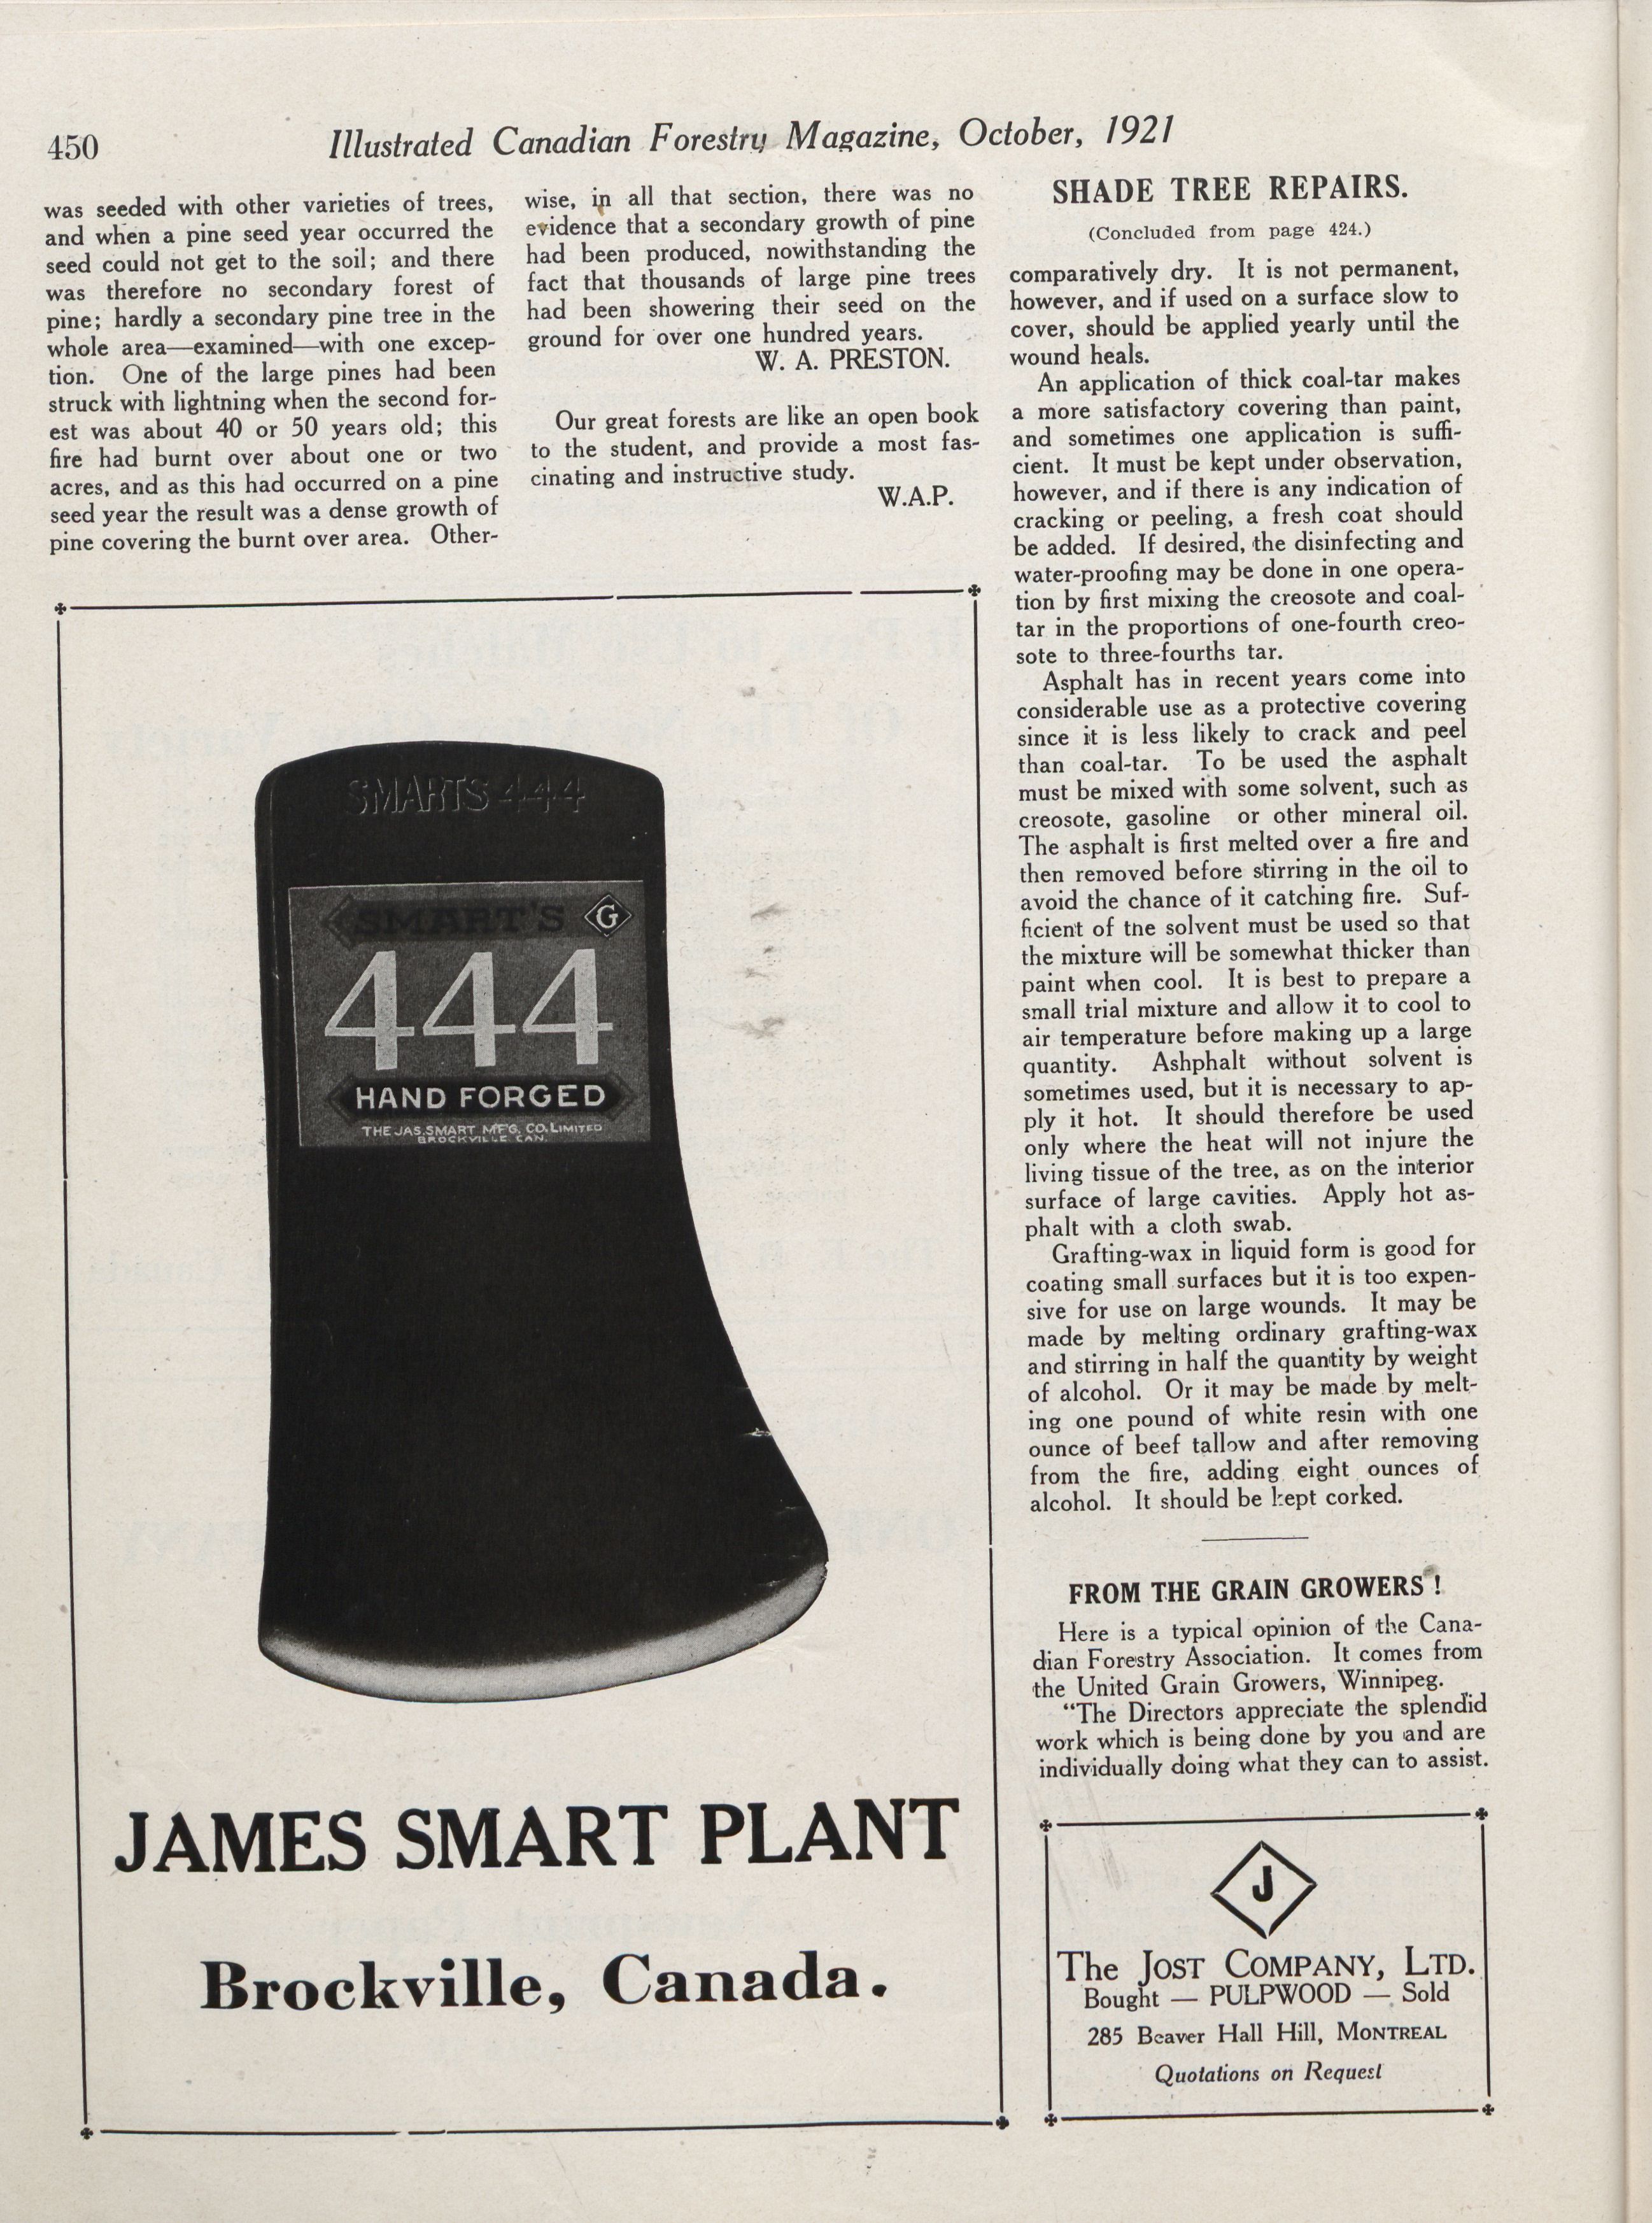 450
Illustrated Canadian Forestry Magazine, October, 1921
was seeded with other varieties of trees,
and when a pine seed year occurred the
seed could not get to the soil; and there
was therefore no secondary forest of
pine; hardly a secondary pine tree in the
whole area—examined—with one excep-
tion. One of the large pines had been
struck with lightning when the second for-
est was about 40 or 50 years old; this
fire had burnt over about one or two
acres, and as this had occurred on a pine
seed year the result was a dense growth of
pine covering the burnt over area. Other-
wise, in all that section, there was no
evidence that a secondary growth of pine
had been produced, nowithstanding the
fact that thousands of large pine trees
had been showering their seed on the
ground for over one hundred years.
W. A. PRESTON.
Our great forests are like an open book
to the student, and provide a most fas-
cinating and instructive study.
W.A.P.
SMARTS 444
SMART'S G
444
HAND FORGED
THE JAS. SMART MF'G. CO. LIMITED
BROCKVILLE CAN.
JAMES SMART PLANT
Brockville, Canada.
SHADE TREE REPAIRS.
(Concluded from page 424.)
comparatively dry. It is not permanent,
however, and if used on a surface slow to
cover, should be applied yearly until the
wound heals.
An application of thick coal-tar makes
a more satisfactory covering than paint,
and sometimes one application is suffi-
cient. It must be kept under observation,
however, and if there is any indication of
cracking or peeling, a fresh coat should
be added. If desired, the disinfecting and
water-proofing may be done in one opera-
tion by first mixing the creosote and coal-
tar in the proportions of one-fourth creo-
sote to three-fourths tar.
Asphalt has in recent years come into
considerable use as a protective covering
since it is less likely to crack and peel
than coal-tar. To be used the asphalt
must be mixed with some solvent, such as
creosote, gasoline or other mineral oil.
The asphalt is first melted over a fire and
then removed before stirring in the oil to
avoid the chance of it catching fire. Suf-
ficient of the solvent must be used so that
the mixture will be somewhat thicker than
paint when cool. It is best to prepare a
small trial mixture and allow it to cool to
air temperature before making up a large
quantity. Ashphalt without solvent is
sometimes used, but it is necessary to ap-
ply it hot. It should therefore be used
only where the heat will not injure the
living tissue of the tree, as on the interior
surface of large cavities. Apply hot as-
phalt with a cloth swab.
Grafting-wax in liquid form is good for
coating small surfaces but it is too expen-
sive for use on large wounds. It may be
made by melting ordinary grafting-wax
and stirring in half the quantity by weight
of alcohol. Or it may be made by melt-
ing one pound of white resin with one
ounce of beef tallow and after removing
from the fire, adding eight ounces of
alcohol. It should be kept corked.
FROM THE GRAIN GROWERS !
Here is a typical opinion of the Cana-
dian Forestry Association. It comes from
the United Grain Growers, Winnipeg.
"The Directors appreciate the splendid
work which is being done by you and are
individually doing what they can to assist.
J
The JOST COMPANY, LTD.
Bought — PULPWOOD — Sold
285 Beaver Hall Hill, MONTREAL
Quotations on Request